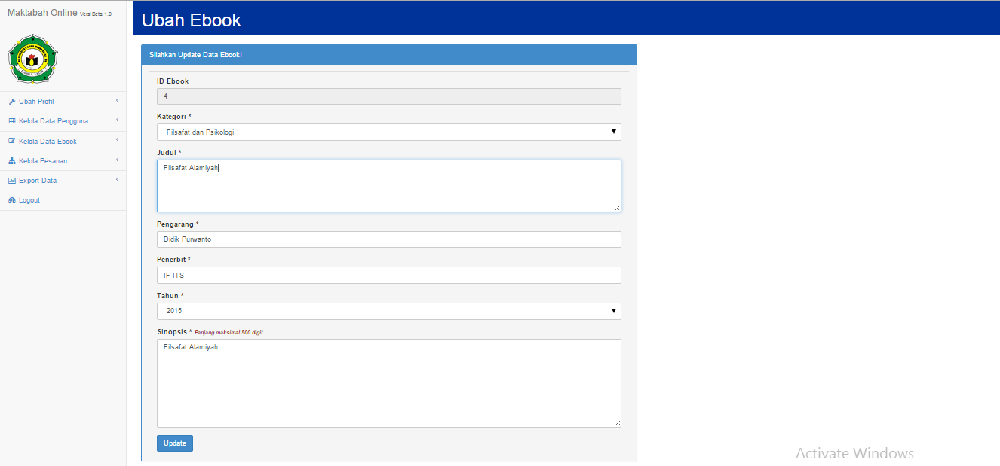 Maktabah Online Versi Beta 1.0
Ubah Profil
Kelola Data Pengguna
Kelola Data Ebook
Kelola Pesanan
Export Data
Logout
Ubah Ebook
Silahkan Update Data Ebook!
ID Ebook
4
Kategori *
Filsafat dan Psikologi
Judul *
Filsafat Alamiyah
Pengarang *
Didik Purwanto
Penerbit *
IF ITS
Tahun *
2015
Sinopsis * Panjang maksimal 500 digit
Filsafat Alamiyah
Update
Activate Windows